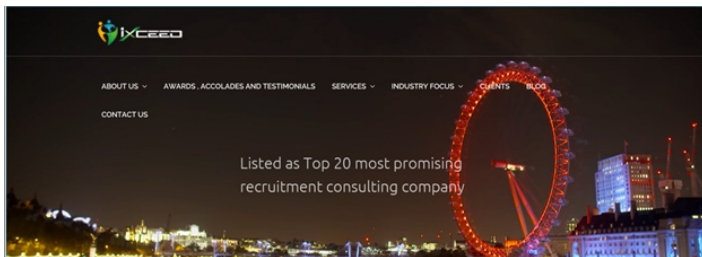 iXCEED
ABOUT US
AWARDS , ACCOLADES AND TESTIMONIALS
SERVICES
INDUSTRY FOCUS
CLIENTS
BLOG
CONTACT US
Listed as Top 20 most promising
recruitment consulting company